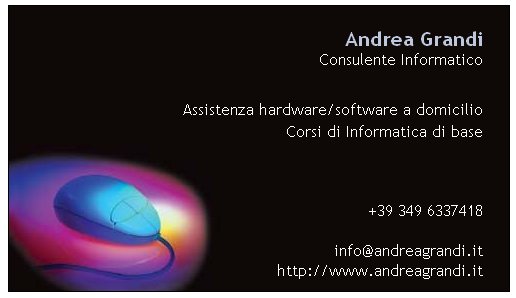 Andrea Grandi
Consulente Informatico
Assistenza hardware/software a domicilio
Corsi di Informatica di base
+39 349 6337418
info@andreagrandi.it
http://www.andreagrandi.it